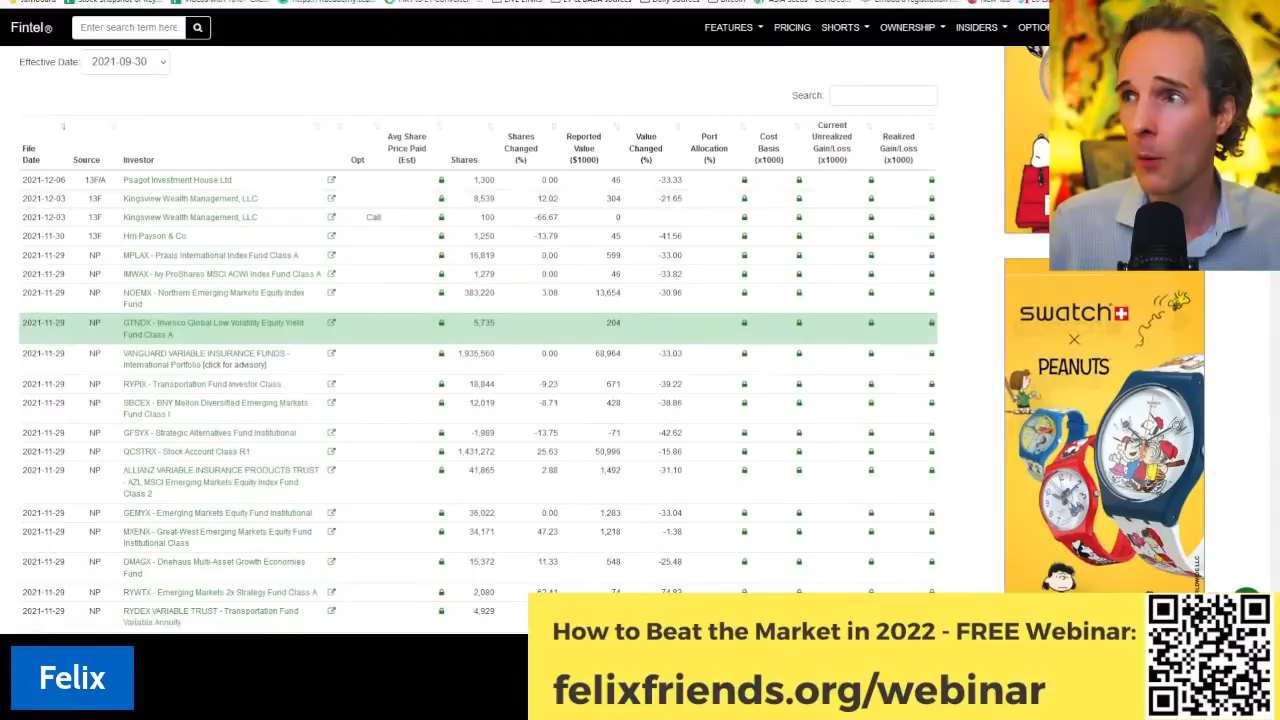 Fintel®
Enter search term here
FEATURES
PRICING
SHORTS
OWNERSHIP
INSIDERS
Effective Date:
2021-09-30
Search:
File Date Source Investor Opt Avg Share Price Paid (Est) Shares Shares Changed (%) Reported Value ($1000) Value Changed (%) Port Allocation (%) Cost Basis (x1000) Current Unrealized Gain/Loss (x1000) Realized Gain/Loss (x1000)
2021-12-06 13F/A Psagot Investment House Ltd 1,300 0.00 46 -33.33
2021-12-03 13F Kingsview Wealth Management, LLC 8,539 12.02 304 -21.65
2021-12-03 13F Kingsview Wealth Management, LLC Call 100 -66.67 0
2021-11-30 13F Hm Payson & Co 1,250 -13.79 45 -41.56
2021-11-29 NP MPLAX - Praxis International Index Fund Class A 16,819 0.00 599 -33.00
2021-11-29 NP IMWAX - Ivy ProShares MSCI ACWI Index Fund Class A 1,279 0.00 46 -33.82
2021-11-29 NP NOEMX - Northern Emerging Markets Equity Index 383,220 3.08 13,654 -30.96
Fund
2021-11-29 NP GTNDX - Invesco Global Low Volatility Equity Yield 5,735 204
Fund Class A
2021-11-29 NP VANGUARD VARIABLE INSURANCE FUNDS - 1,935,560 0.00 68,964 -33.03
International Portfolio [click for advisory]
2021-11-29 NP RYPIX - Transportation Fund Investor Class 18,844 -9.23 671 -39.22
2021-11-29 NP SBCEX - BNY Mellon Diversified Emerging Markets 12,019 -8.71 428 -38.86
Fund Class I
2021-11-29 NP GFSYX - Strategic Alternatives Fund Institutional -1,989 -13.75 -71 -42.62
2021-11-29 NP QCSTRX - Stock Account Class R1 1,431,272 25.63 50,996 -15.86
2021-11-29 NP ALLIANZ VARIABLE INSURANCE PRODUCTS TRUST 41,865 2.88 1,492 -31.10
- AZL MSCI Emerging Markets Equity Index Fund
Class 2
2021-11-29 NP GEMYX - Emerging Markets Equity Fund Institutional 36,022 0.00 1,283 -33.04
2021-11-29 NP MXENX - Great-West Emerging Markets Equity Fund 34,171 47.23 1,218 -1.38
Institutional Class
2021-11-29 NP DMAGX - Driehaus Multi-Asset Growth Economies 15,372 11.33 548 -25.48
Fund
2021-11-29 NP RYWTX - Emerging Markets 2x Strategy Fund Class A 2,080
2021-11-29 NP RYDEX VARIABLE TRUST - Transportation Fund 4,929
Variable Annuity
swatch
×
PEANUTS
How to Beat the Market in 2022 - FREE Webinar:
felixfriends.org/webinar
Felix